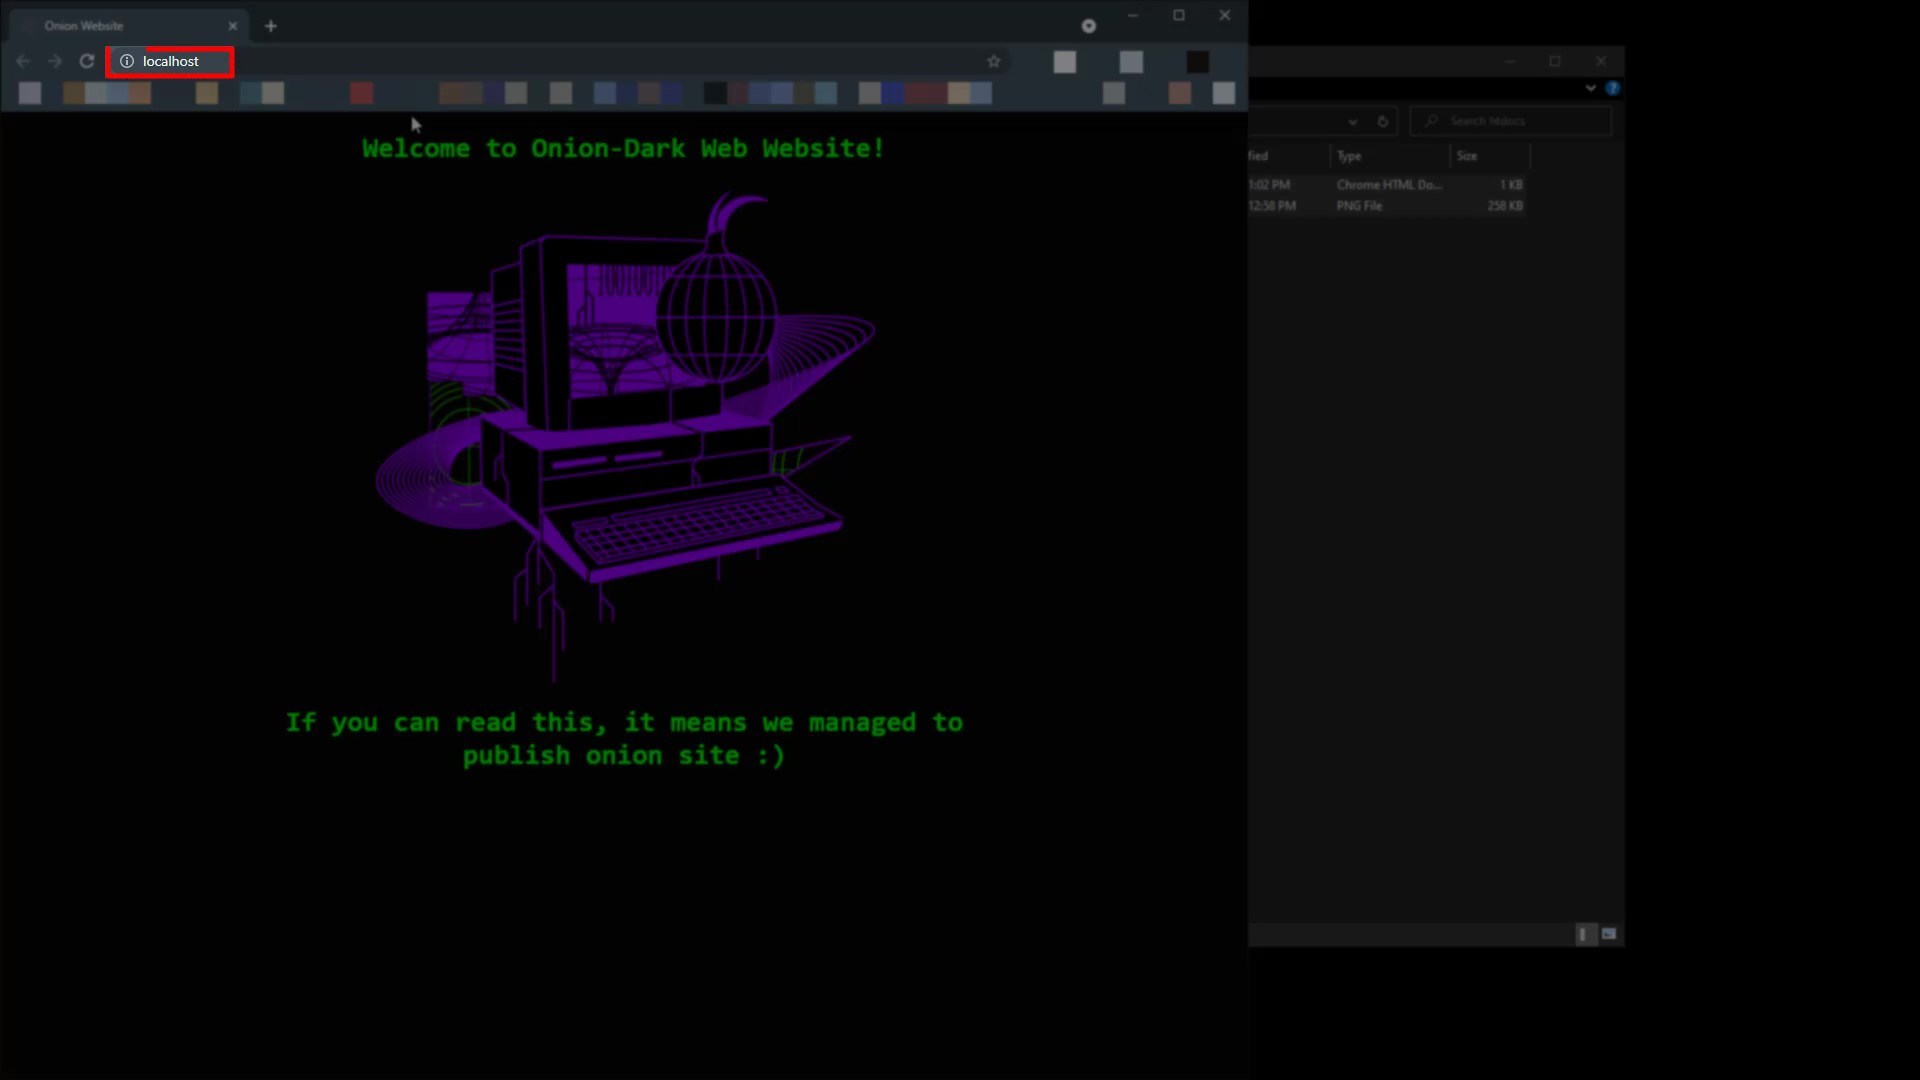 Onion Website
localhost
Welcome to Onion-Dark Web Website!
If you can read this, it means we managed to
publish onion site :)
Search htdocs
fied Type Size
1:02 PM Chrome HTML Do... 1 KB
12:58 PM PNG File 258 KB